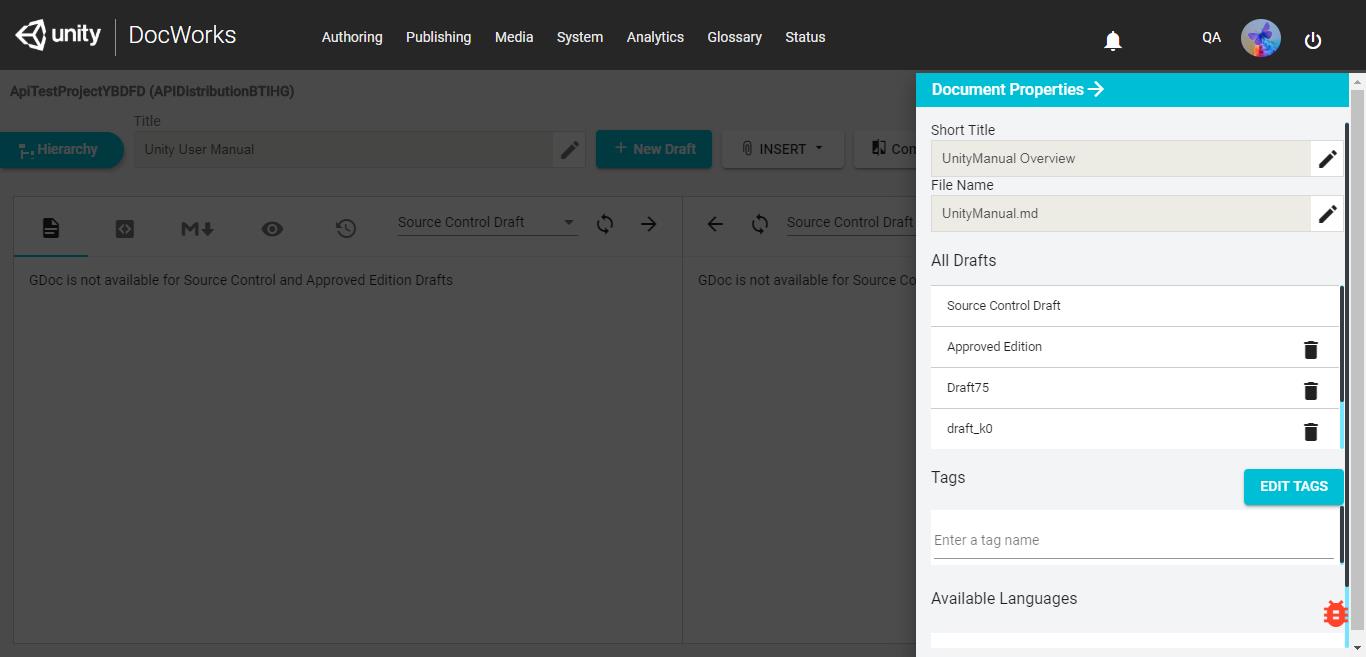 unity DocWorks Authoring Publishing Media System Analytics Glossary Status QA
ApiTestProjectYBDFD (APIDistributionBTIHG)
Hierarchy
Title
Unity User Manual
+ New Draft
INSERT
Com
Source Control Draft
GDoc is not available for Source Control and Approved Edition Drafts
Source Control Draft
GDoc is not available for Source Co
Document Properties
Short Title
UnityManual Overview
File Name
UnityManual.md
All Drafts
Source Control Draft
Approved Edition
Draft75
draft_k0
Tags
EDIT TAGS
Enter a tag name
Available Languages